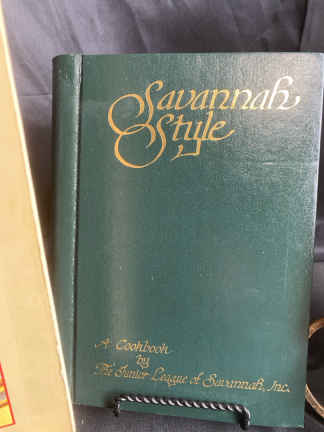 Savannah
Style
A Cookbook
by
The Junior League of Savannah, Inc.